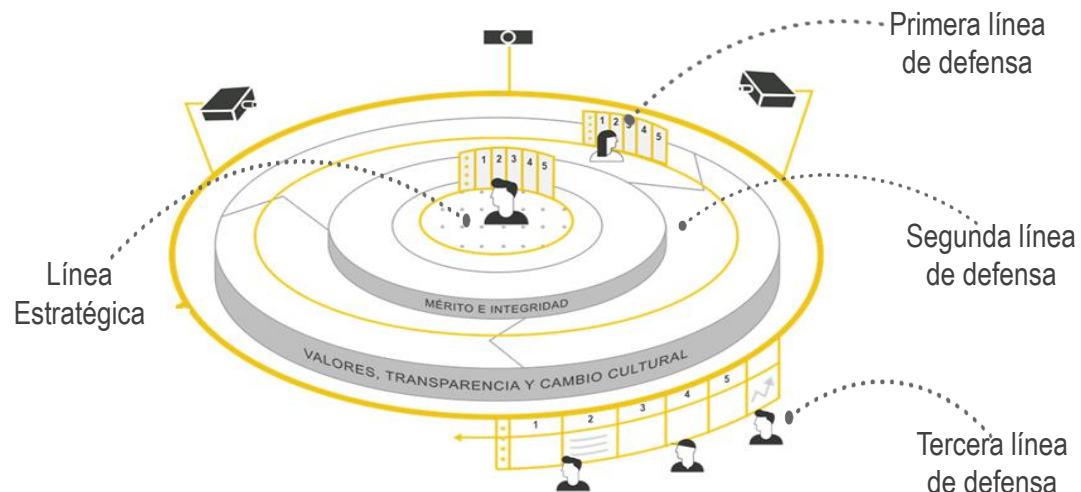 Primera línea
de defensa
1 2 3 4 5
1 2 3 4 5
Segunda línea
de defensa
Línea
Estratégica
MÉRITO E INTEGRIDAD
VALORES, TRANSPARENCIA Y CAMBIO CULTURAL
1 2 3 4 5
Tercera línea
de defensa